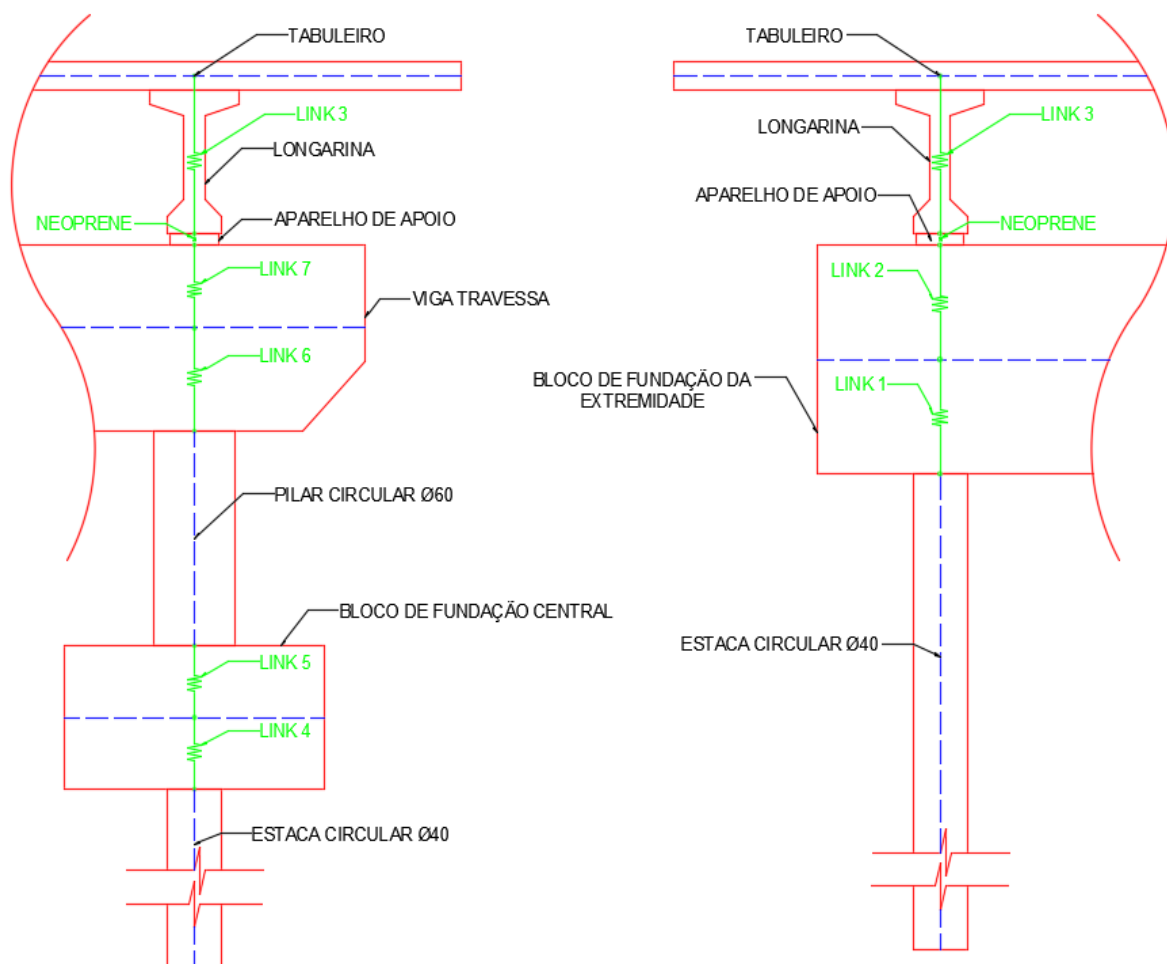 TABULEIRO
LINK 3
LONGARINA
APARELHO DE APOIO
NEOPRENE
LINK 7
VIGA TRAVESSA
LINK 6
PILAR CIRCULAR Ø60
BLOCO DE FUNDAÇÃO CENTRAL
LINK 5
LINK 4
ESTACA CIRCULAR Ø40
TABULEIRO
LINK 3
LONGARINA
APARELHO DE APOIO
NEOPRENE
LINK 2
BLOCO DE FUNDAÇÃO DA
EXTREMIDADE
LINK 1
ESTACA CIRCULAR Ø40